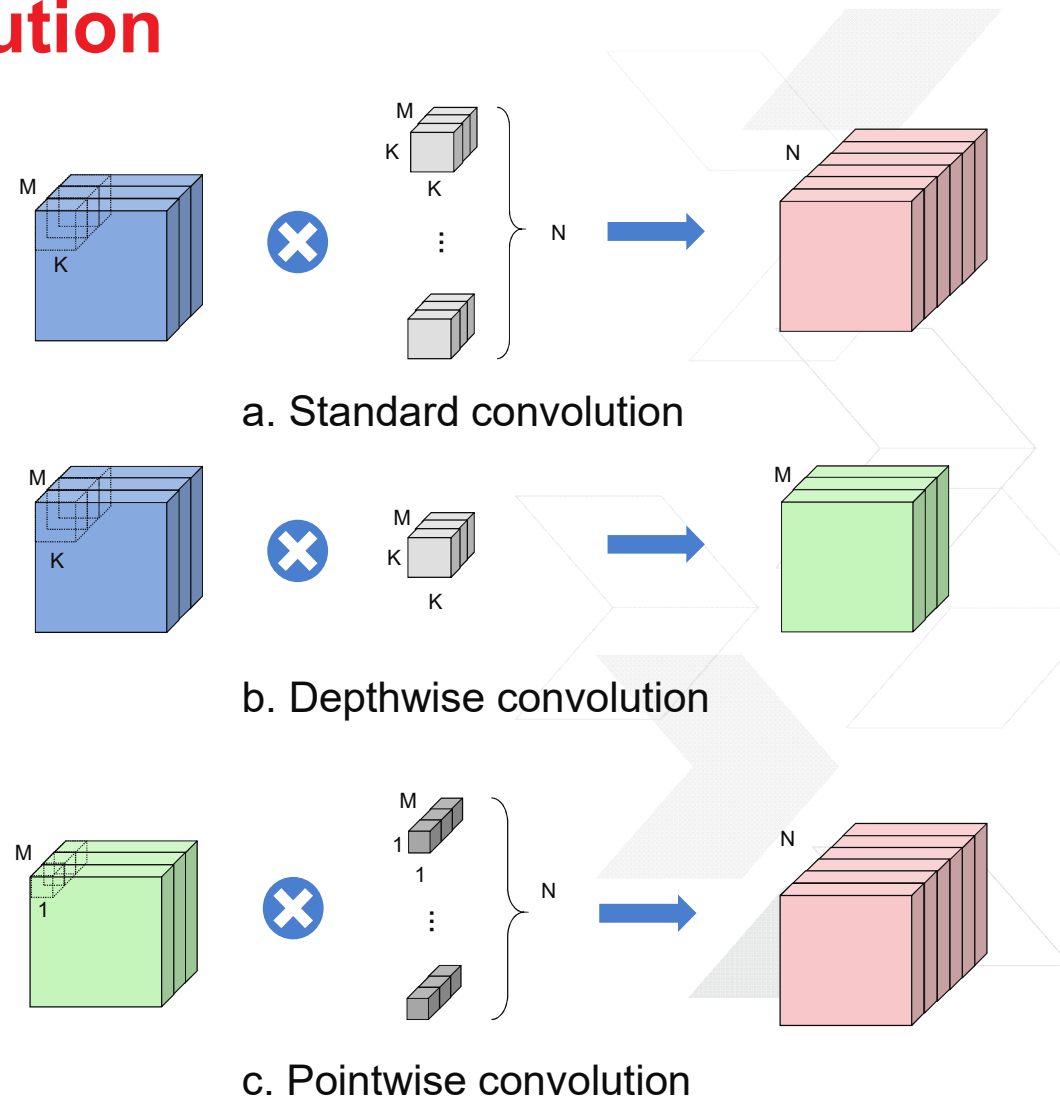 ution
M
K
M
K
K
⋮
N
N
a. Standard convolution
M
K
M
K
K
M
b. Depthwise convolution
M
1
M
1
1
⋮
N
N
c. Pointwise convolution